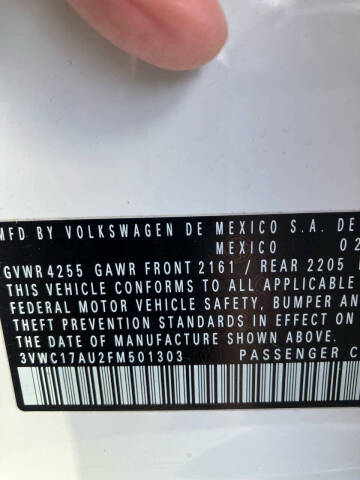 MFD BY VOLKSWAGEN DE MEXICO S.A. DE
MEXICO 02
GVWR 4255 GAWR FRONT 2161 / REAR 2205
THIS VEHICLE CONFORMS TO ALL APPLICABLE
FEDERAL MOTOR VEHICLE SAFETY, BUMPER AN
THEFT PREVENTION STANDARDS IN EFFECT ON
THE DATE OF MANUFACTURE SHOWN ABOVE.
3VWC17AU2FM501303 PASSENGER C